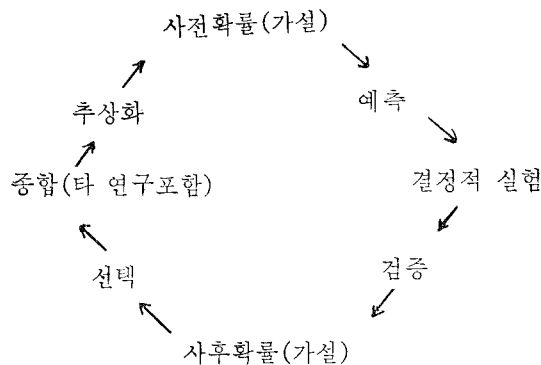 사전확률(가설)
예측
결정적 실험
검증
사후확률(가설)
선택
종합(타 연구포함)
추상화